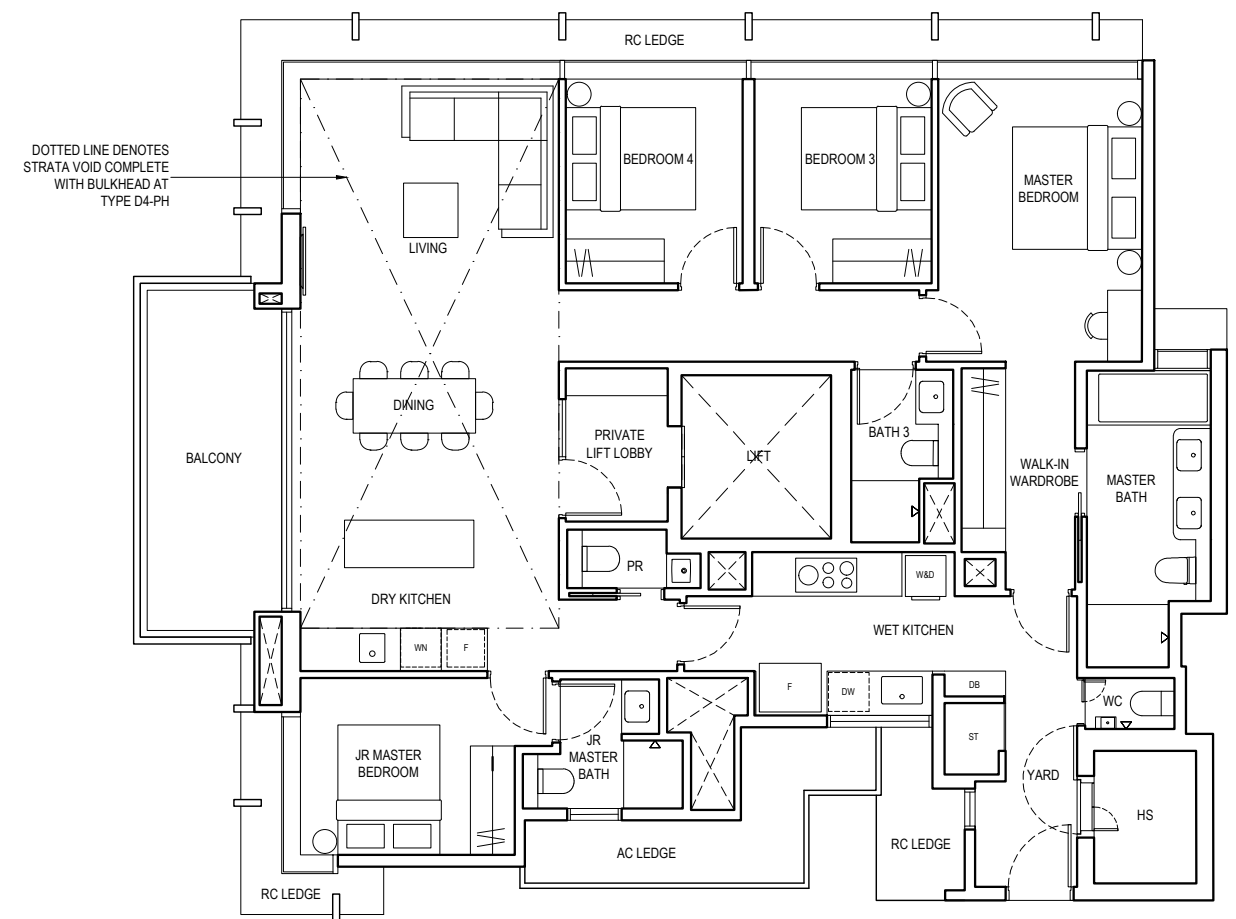 RC LEDGE
DOTTED LINE DENOTES
STRATA VOID COMPLETE
WITH BULKHEAD AT
TYPE D4-PH
BEDROOM 4
BEDROOM 3
MASTER
BEDROOM
LIVING
DINING
BALCONY
PRIVATE
LIFT LOBBY
LIFT
BATH 3
WALK-IN
WARDROBE
MASTER
BATH
PR
W&D
DRY KITCHEN
WET KITCHEN
WN
F
F
DW
DB
WC
ST
JR MASTER
BEDROOM
JR
MASTER
BATH
YARD
HS
AC LEDGE
RC LEDGE
RC LEDGE